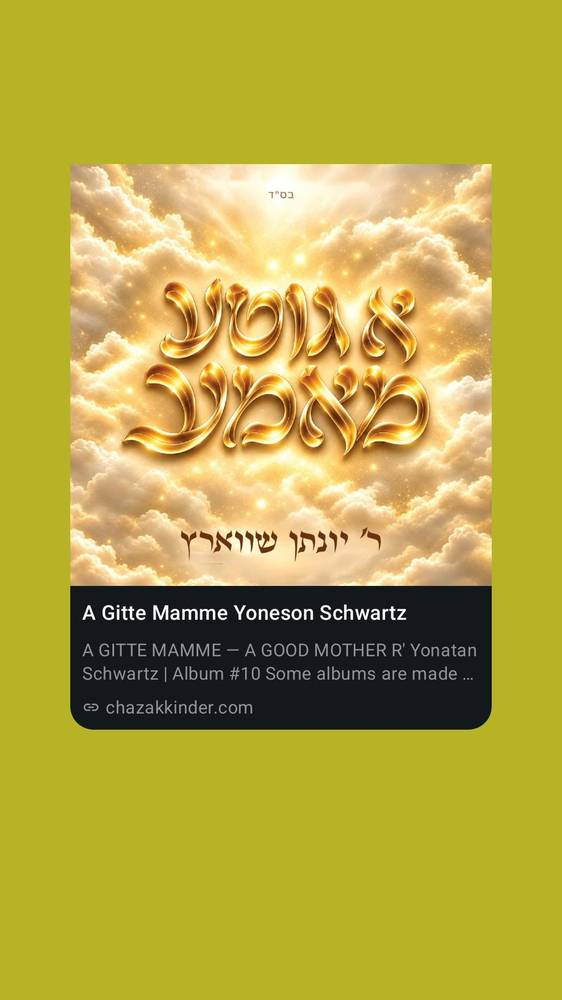 בס"ד
א גוטע
מאמע
ר' יונתן שווארץ
A Gitte Mamme Yoneson Schwartz
A GITTE MAMME — A GOOD MOTHER R' Yonatan
Schwartz | Album #10 Some albums are made ...
chazakkinder.com